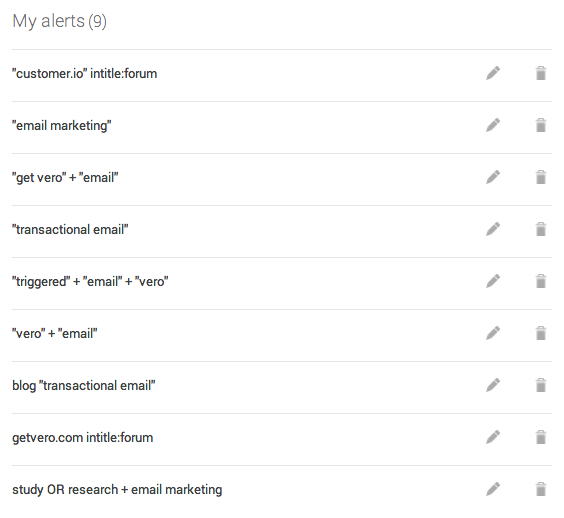 My alerts (9)
"customer.io" intitle:forum
"email marketing"
"get vero" + "email"
"transactional email"
"triggered" + "email" + "vero"
"vero" + "email"
blog "transactional email"
getvero.com intitle:forum
study OR research + email marketing